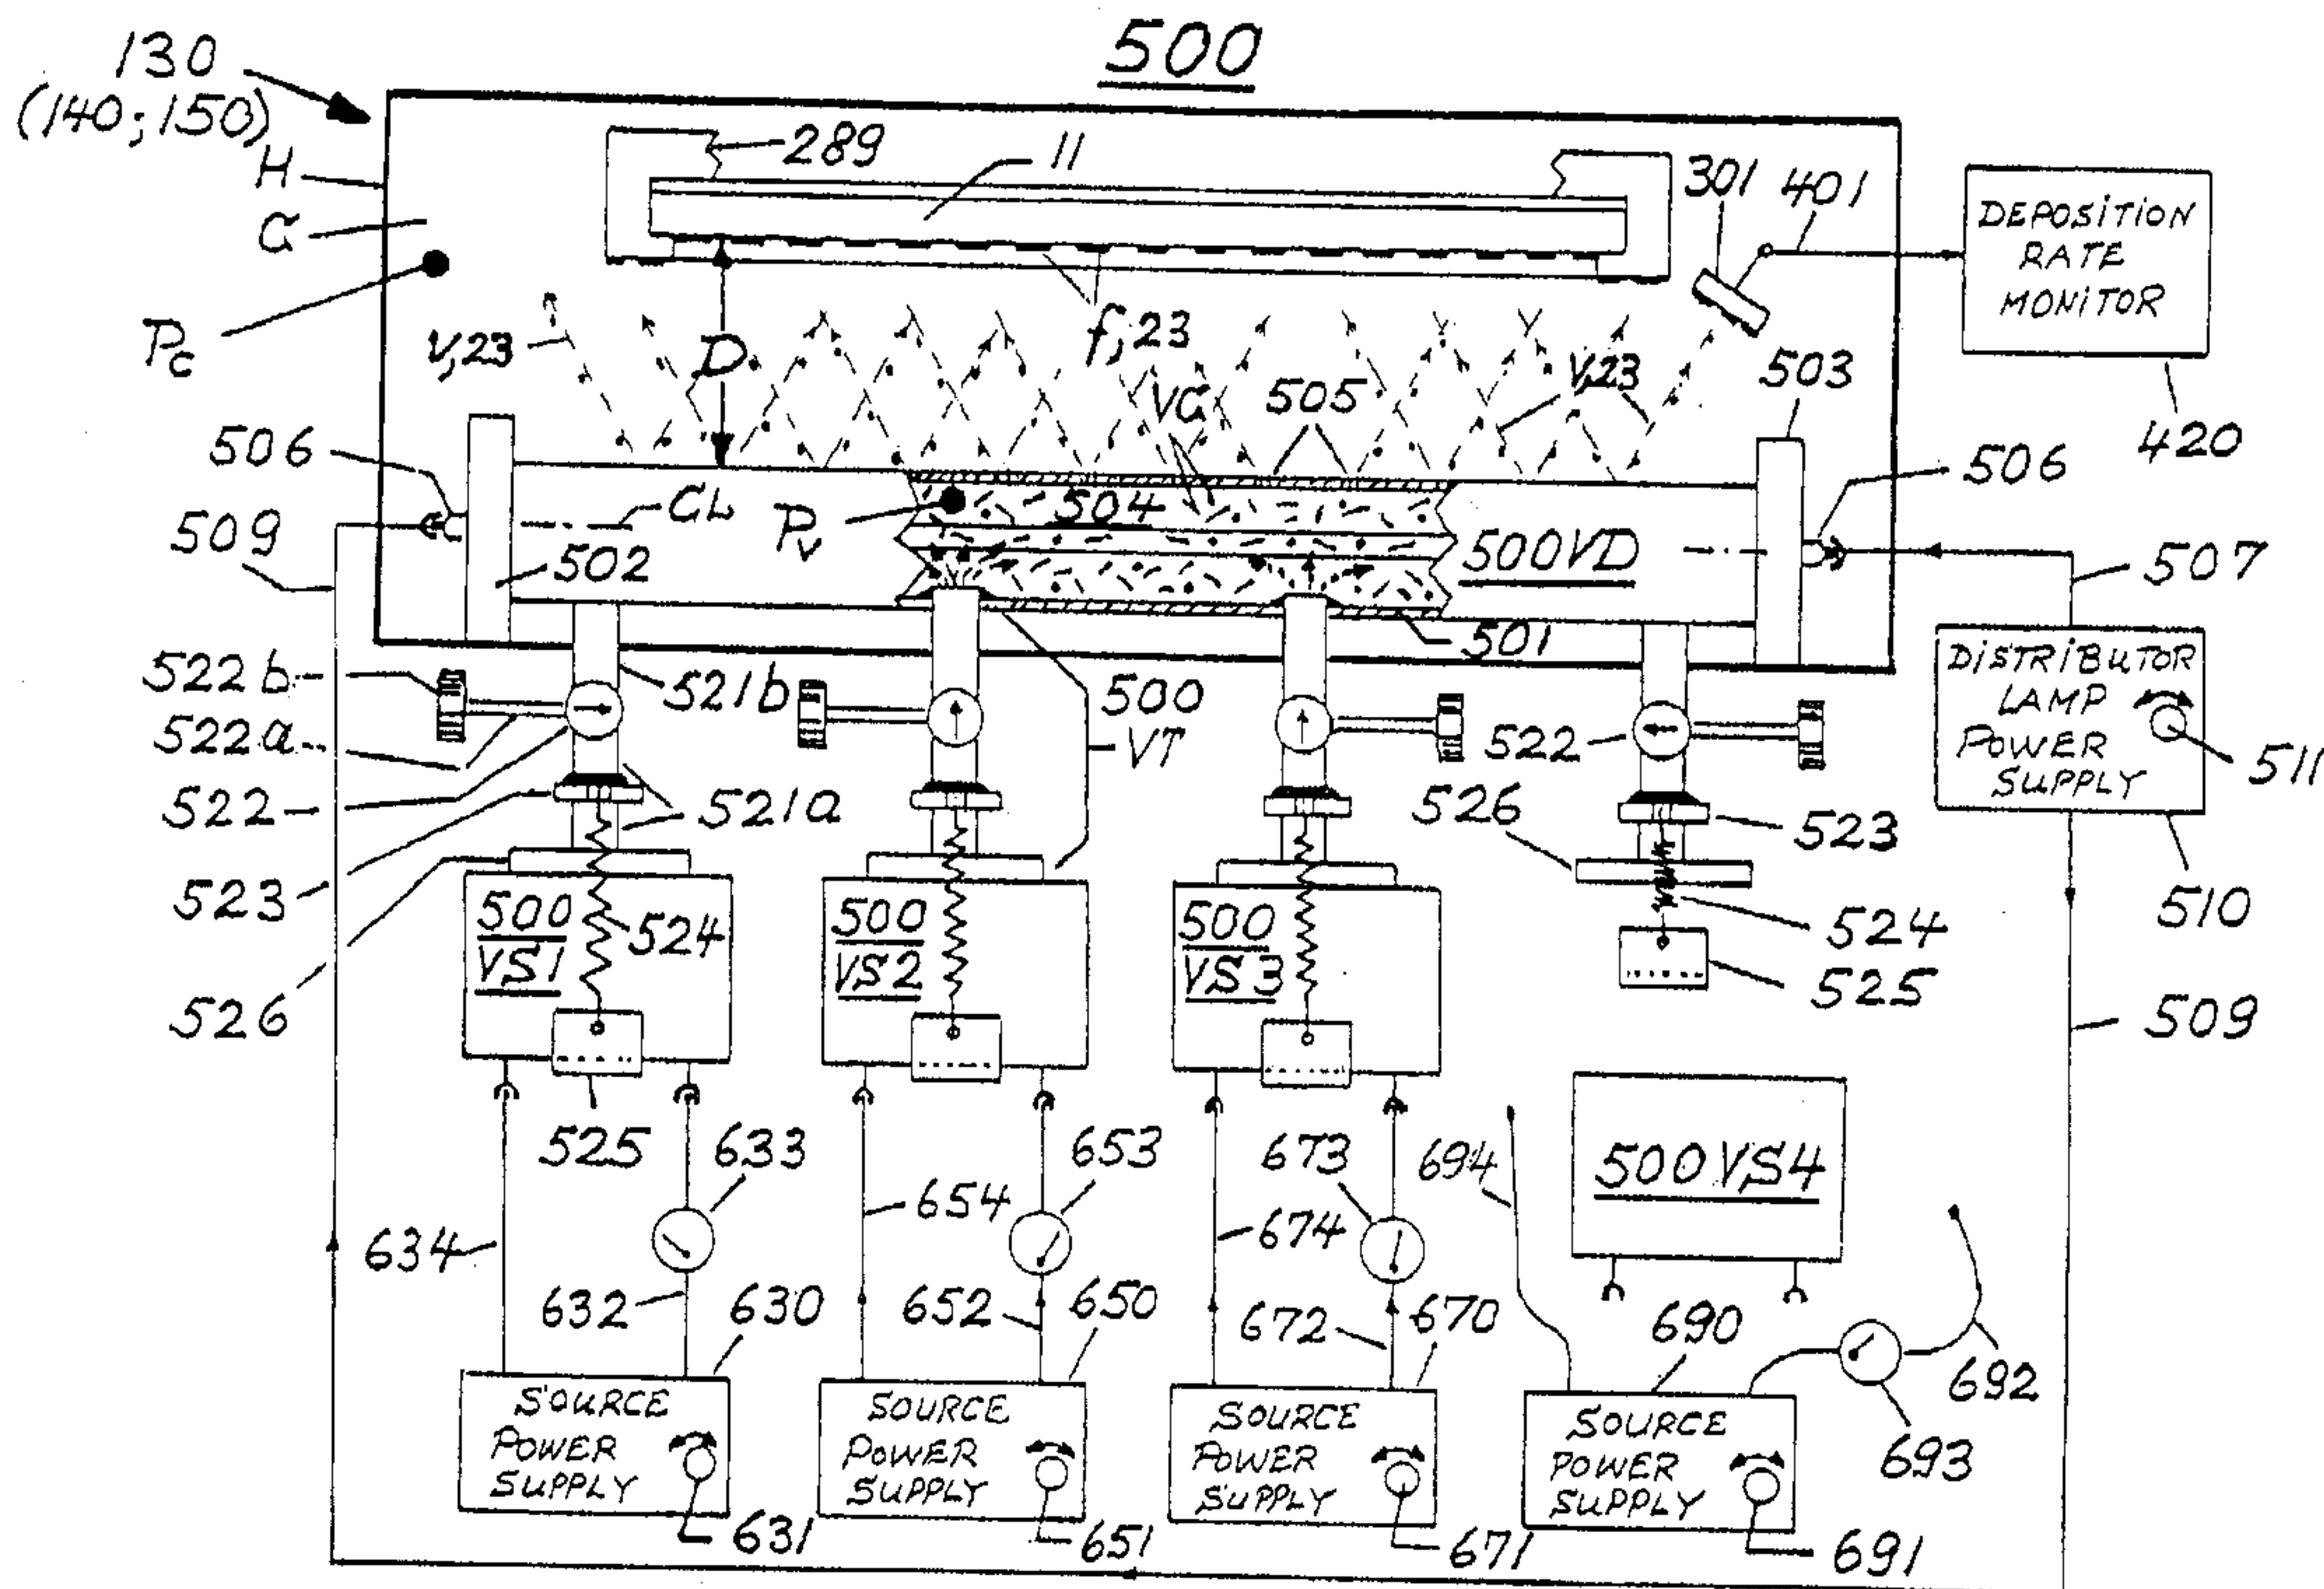 500
130
(140; 150)
H
C
Pc
289
11
301
401
DEPOSITION
RATE
MONITOR
420
v,23
D
f,23
VC
505
v,23
503
506
509
CL
502
Pv
504
500VD
506
507
501
522b
522a
522
523
526
521b
521a
500
VT
522
526
523
524
525
DISTRIBUTOR
LAMP
POWER
SUPPLY
511
510
509
500
VS1
524
500
VS2
500
VS3
525
633
634
632
630
653
654
652
650
673
674
672
670
694
500VS4
690
692
693
SOURCE
POWER
SUPPLY
631
SOURCE
POWER
SUPPLY
651
SOURCE
POWER
SUPPLY
671
SOURCE
POWER
SUPPLY
691